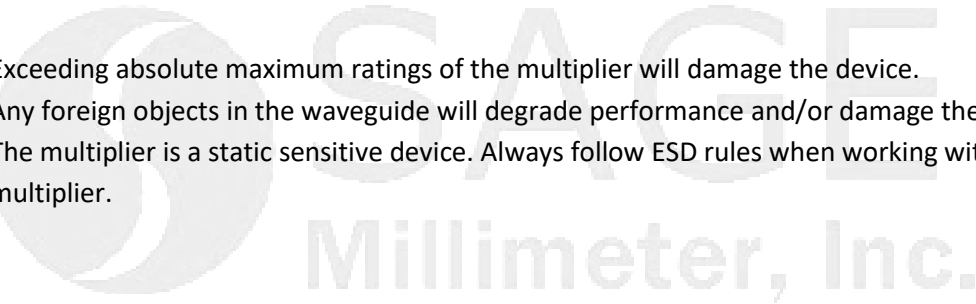 SAGE
Exceeding absolute maximum ratings of the multiplier will damage the device.
Any foreign objects in the waveguide will degrade performance and/or damage the
The multiplier is a static sensitive device. Always follow ESD rules when working wit
multiplier.
Millimeter, Inc.